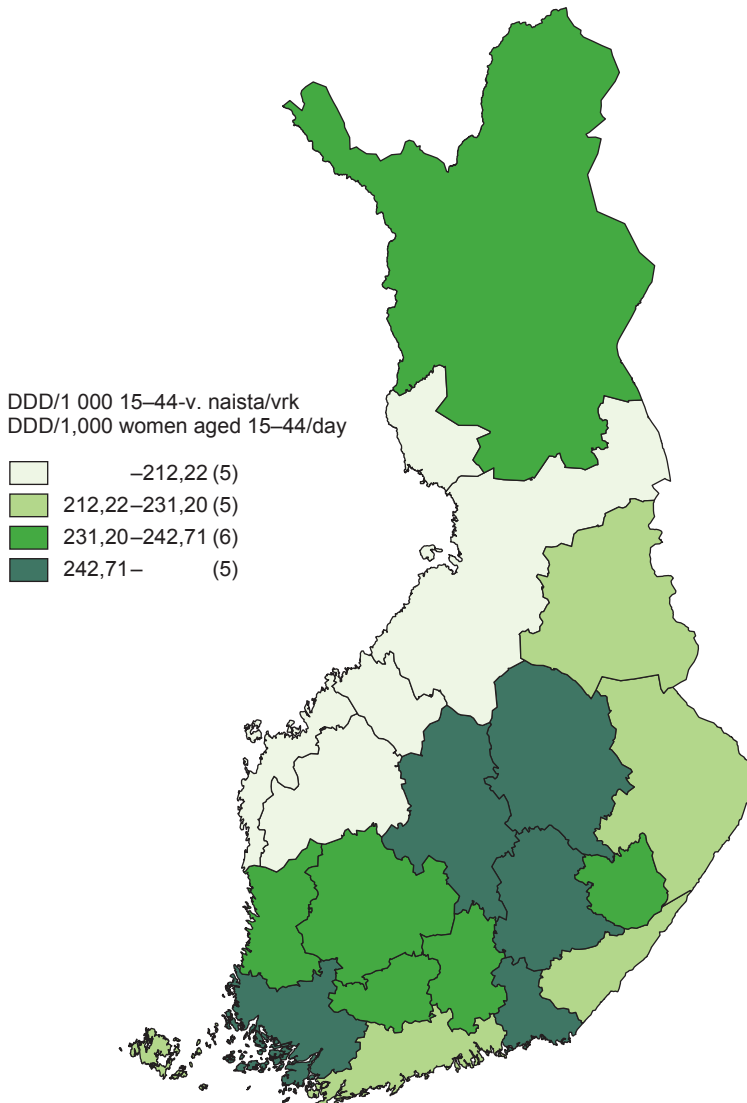 DDD/1 000 15–44-v. naista/vrk
DDD/1,000 women aged 15–44/day
–212,22 (5)
212,22–231,20 (5)
231,20–242,71 (6)
242,71– (5)